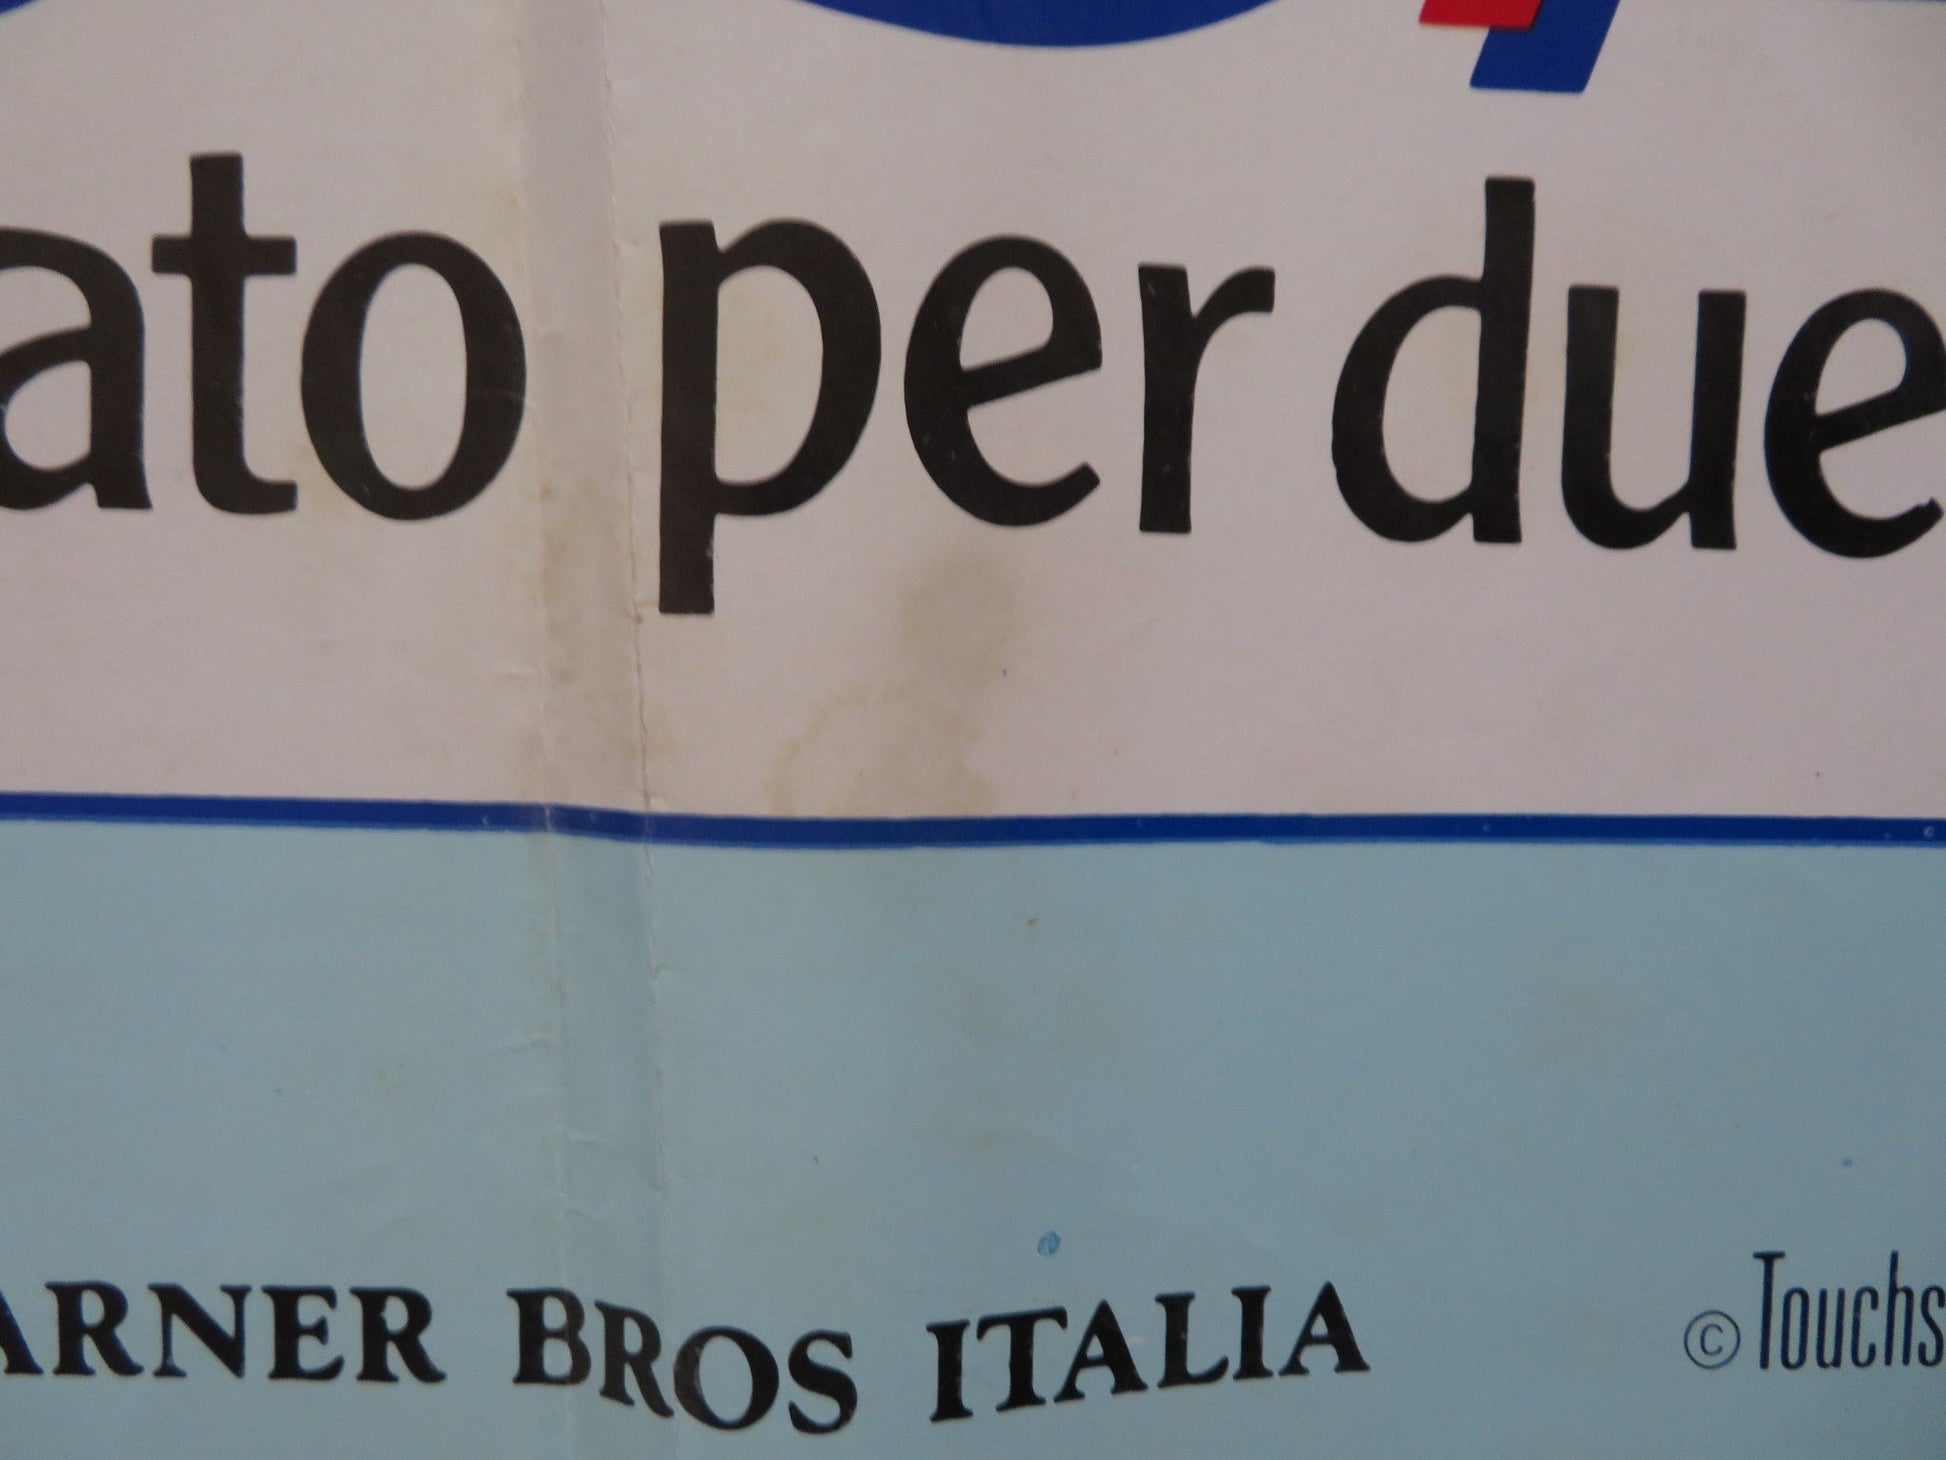 ato per due
ARNER BROS ITALIA
© Touchs